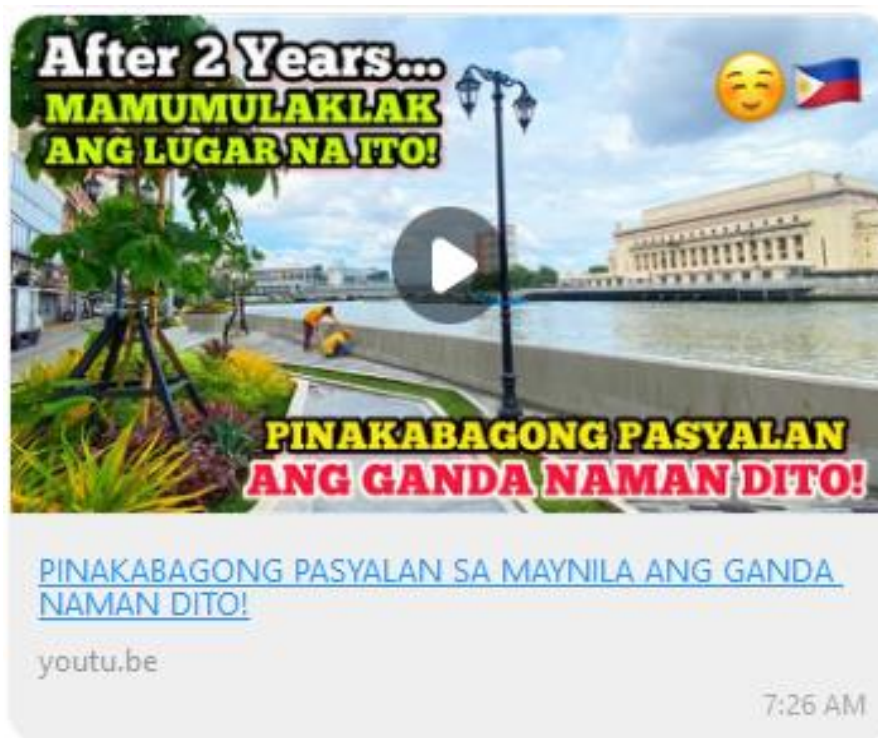 After 2 Years...
MAMUMULAKLAK
ANG LUGAR NA ITO!
PINAKABAGONG PASYALAN
ANG GANDA NAMAN DITO!
PINAKABAGONG PASYALAN SA MAYNILA ANG GANDA
NAMAN DITO!
youtu.be
7:26 AM